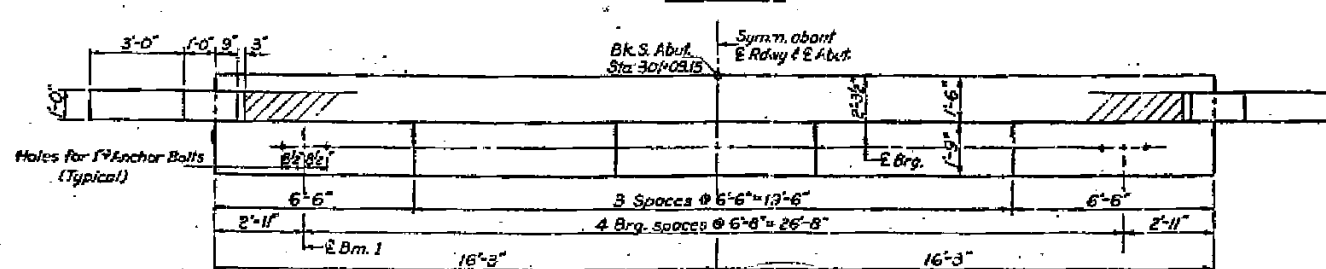 3'-0" 1'-0" 9" 3"
Bk. S. Abut.
Sta. 301+09.15
Symm. about
℄ Rdwy & ℄ Abut.
1'-0"
2'-3½"
1'-6"
Holes for 1"φ Anchor Bolts
(Typical)
8½" 8½"
℄ Brg.
1'-9"
6'-6" 3 Spaces @ 6'-6" = 19'-6" 6'-6"
2'-11" 4 Brg. spaces @ 6'-8" = 26'-8" 2'-11"
℄ Bm. 1
16'-3" 16'-3"